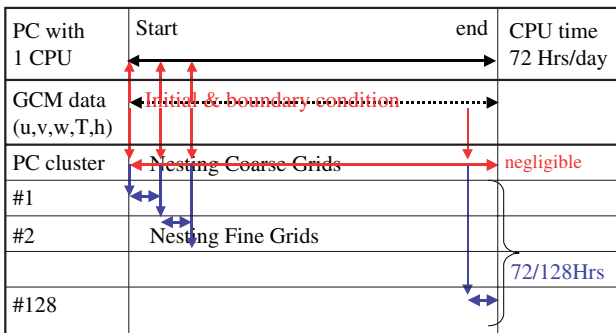 PC with
1 CPU
Start
end
CPU time
72 Hrs/day
GCM data
(u,v,w,T,h)
Initial & boundary condition
PC cluster
Nesting Coarse Grids
negligible
#1
#2
Nesting Fine Grids
72/128Hrs
#128